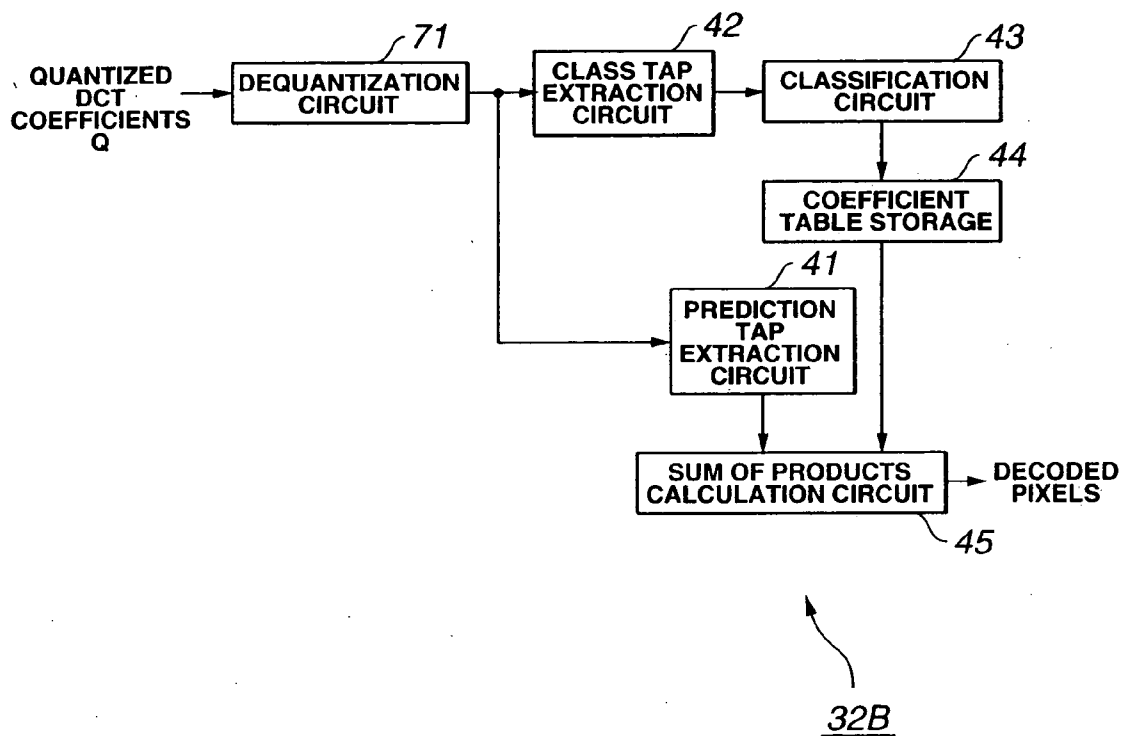 71
42
43
QUANTIZED
DCT
COEFFICIENTS
Q
DEQUANTIZATION
CIRCUIT
CLASS TAP
EXTRACTION
CIRCUIT
CLASSIFICATION
CIRCUIT
44
COEFFICIENT
TABLE STORAGE
41
PREDICTION
TAP
EXTRACTION
CIRCUIT
SUM OF PRODUCTS
CALCULATION CIRCUIT
DECODED
PIXELS
45
32B